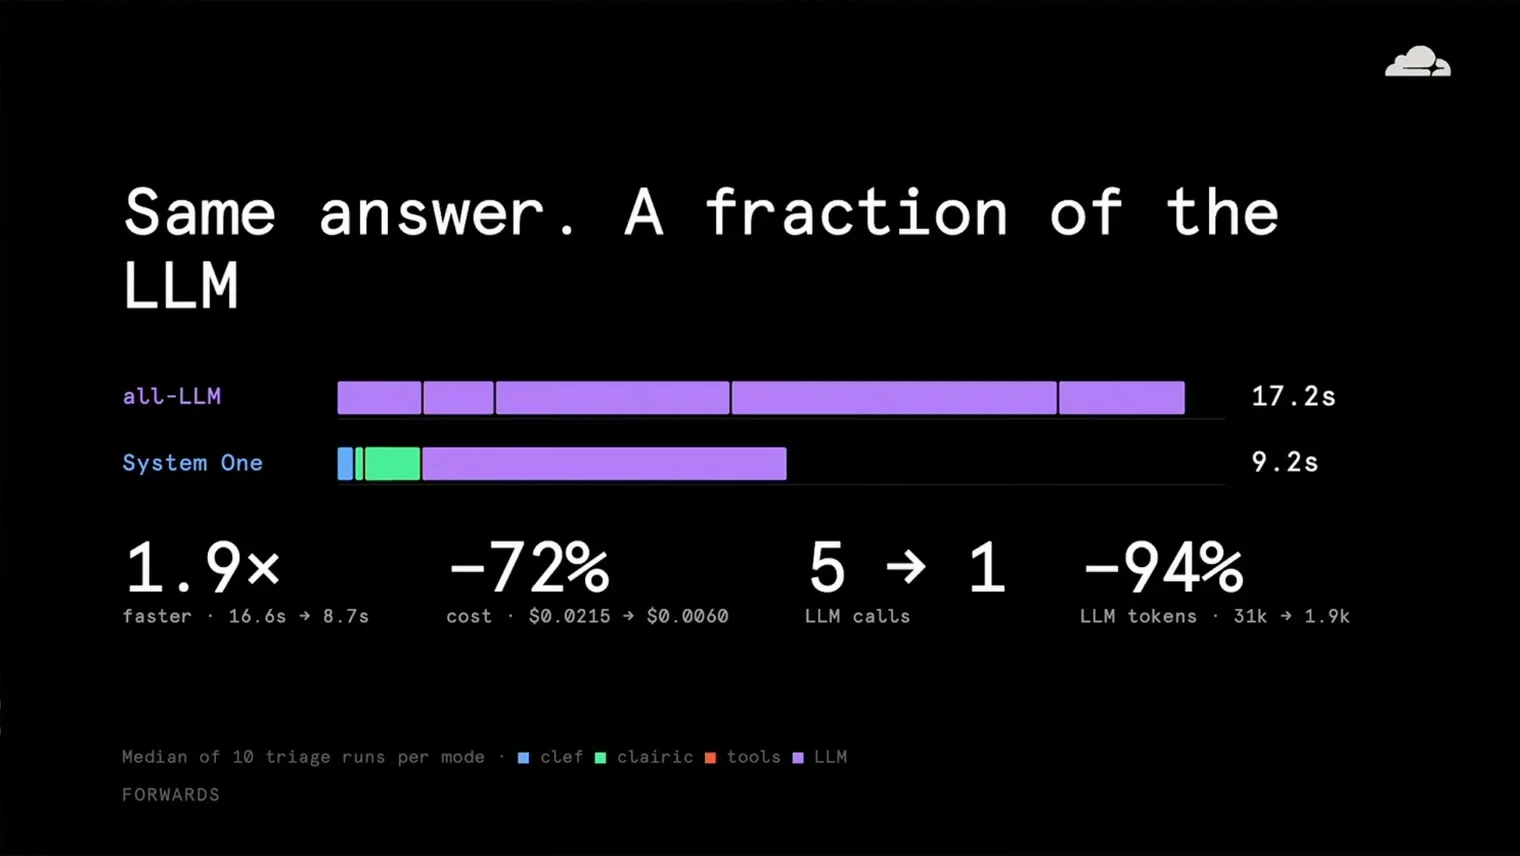 Same answer. A fraction of the
LLM
all-LLM 17.2s
System One 9.2s
1.9× −72% 5 → 1 −94%
faster · 16.6s → 8.7s cost · $0.0215 → $0.0060 LLM calls LLM tokens · 31k → 1.9k
Median of 10 triage runs per mode · clef clairic tools LLM
FORWARDS